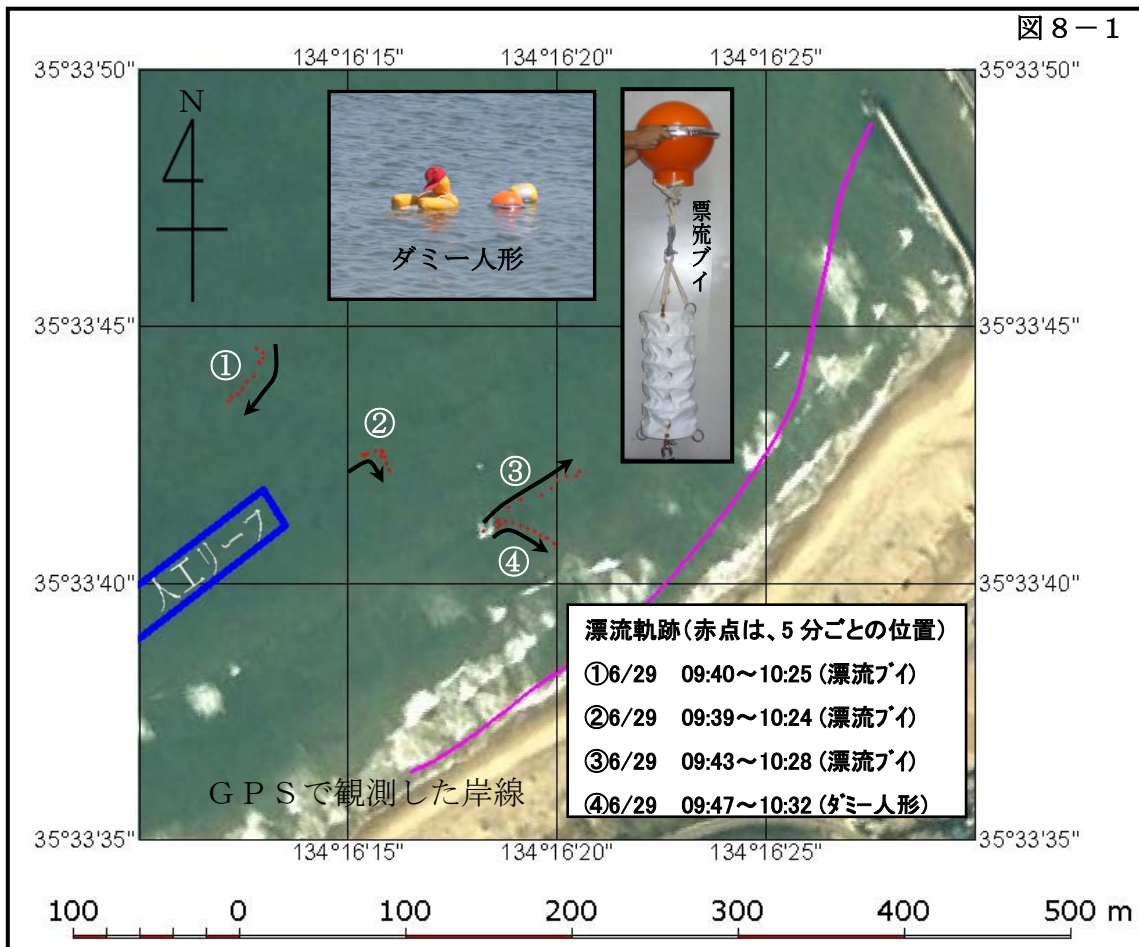 図8-1
134°16'15" 134°16'20" 134°16'25"
35°33'50" 35°33'50"
N
ダミー人形
漂流ブイ
35°33'45" 35°33'45"
①
②
③
④
人工リーフ
35°33'40" 35°33'40"
漂流軌跡(赤点は、5分ごとの位置)
①6/29 09:40～10:25(漂流ブイ)
②6/29 09:39～10:24(漂流ブイ)
③6/29 09:43～10:28(漂流ブイ)
④6/29 09:47～10:32(ダミー人形)
GPSで観測した岸線
35°33'35" 35°33'35"
134°16'15" 134°16'20" 134°16'25"
100 0 100 200 300 400 500 m